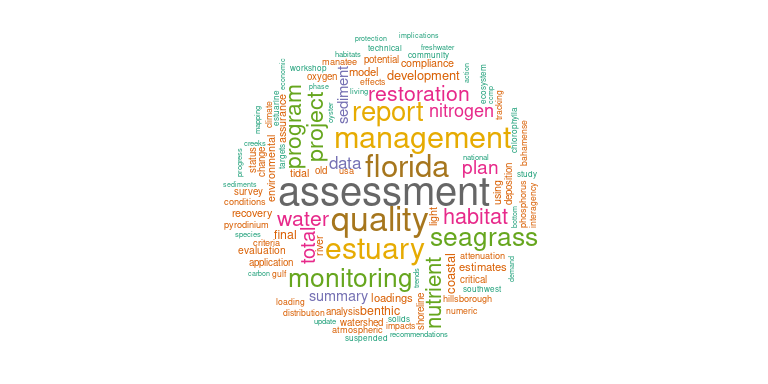 implications
protection
freshwater
technical
habitats
community
manatee
potential
compliance
economic
workshop
model
action
ecosystem
oxygen
development
effects
phase
living
restoration
ccmp
tracking
sediment
program
project
report
nitrogen
oyster
estuarine
climate
mapping
assurance
management
chlorophylla
bahamense
creeks
targets
change
status
progress
data
florida
national
plan
study
environmental
tidal
old
usa
sediments
survey
assessment
using
deposition
conditions
recovery
pyrodinium
water
quality
light
habitat
bottom
phosphorus
interagency
species
final
total
river
seagrass
criteria
evaluation
estuary
application
carbon
gulf
monitoring
trends
nutrient
coastal
attenuation
estimates
critical
demand
southwest
loading
summary
loadings
hillsborough
distribution
analysis
benthic
shoreline
numeric
update
watershed
solids
atmospheric
impacts
suspended
recommendations